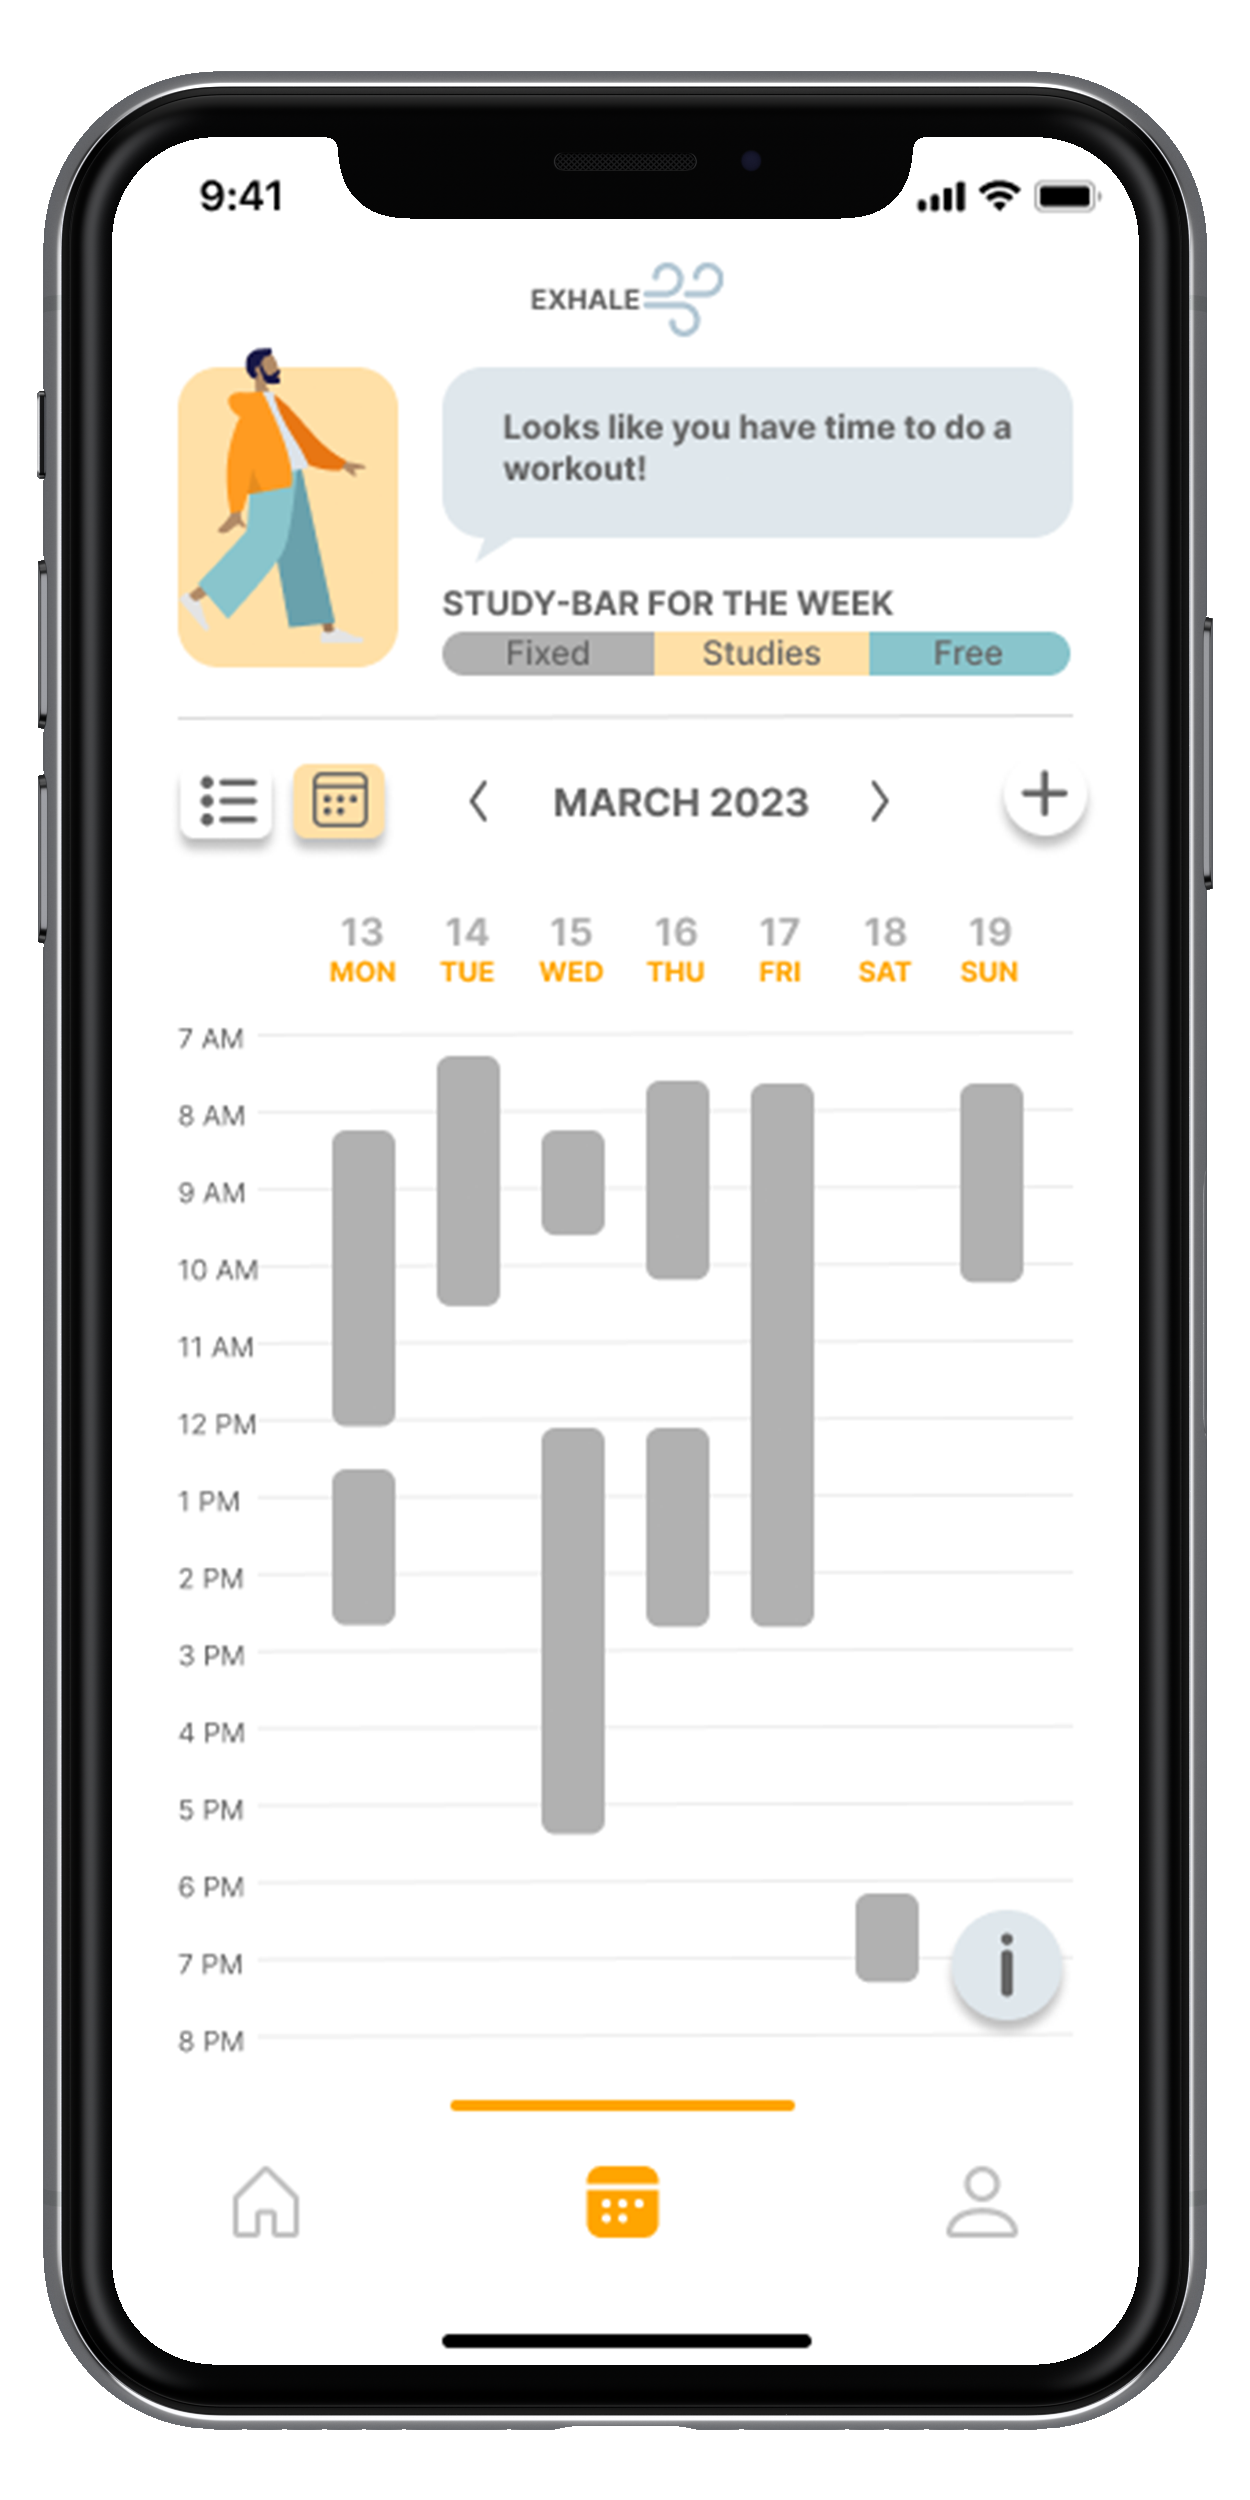 9:41
EXHALE
Looks like you have time to do a
workout!
STUDY-BAR FOR THE WEEK
Fixed Studies Free
MARCH 2023
13 14 15 16 17 18 19
MON TUE WED THU FRI SAT SUN
7 AM
8 AM
9 AM
10 AM
11 AM
12 PM
1 PM
2 PM
3 PM
4 PM
5 PM
6 PM
7 PM
8 PM